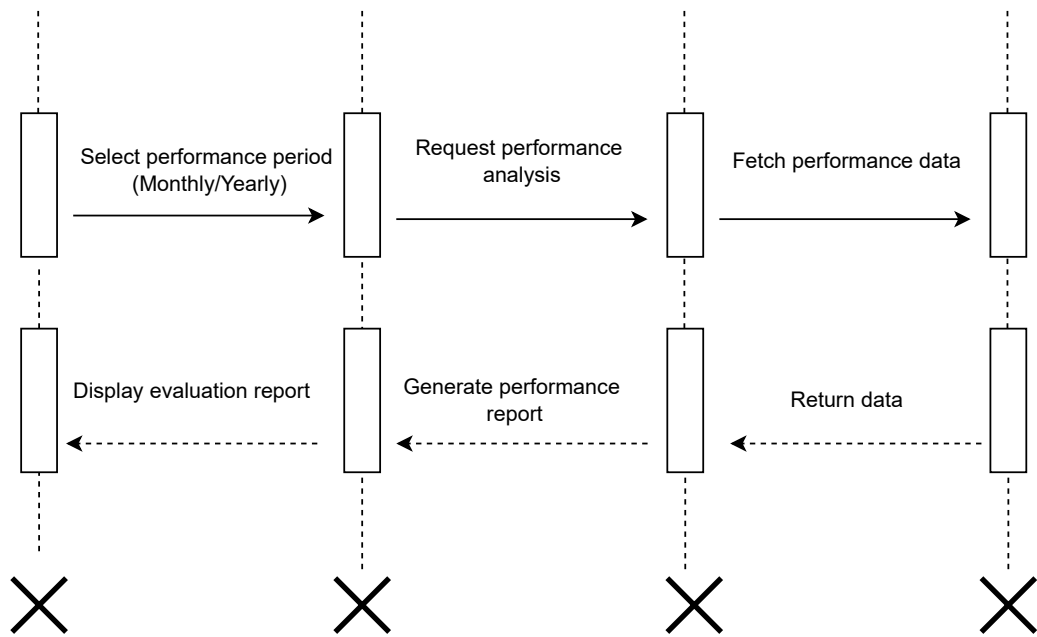 Select performance period
(Monthly/Yearly)
Request performance
analysis
Fetch performance data
Display evaluation report
Generate performance
report
Return data